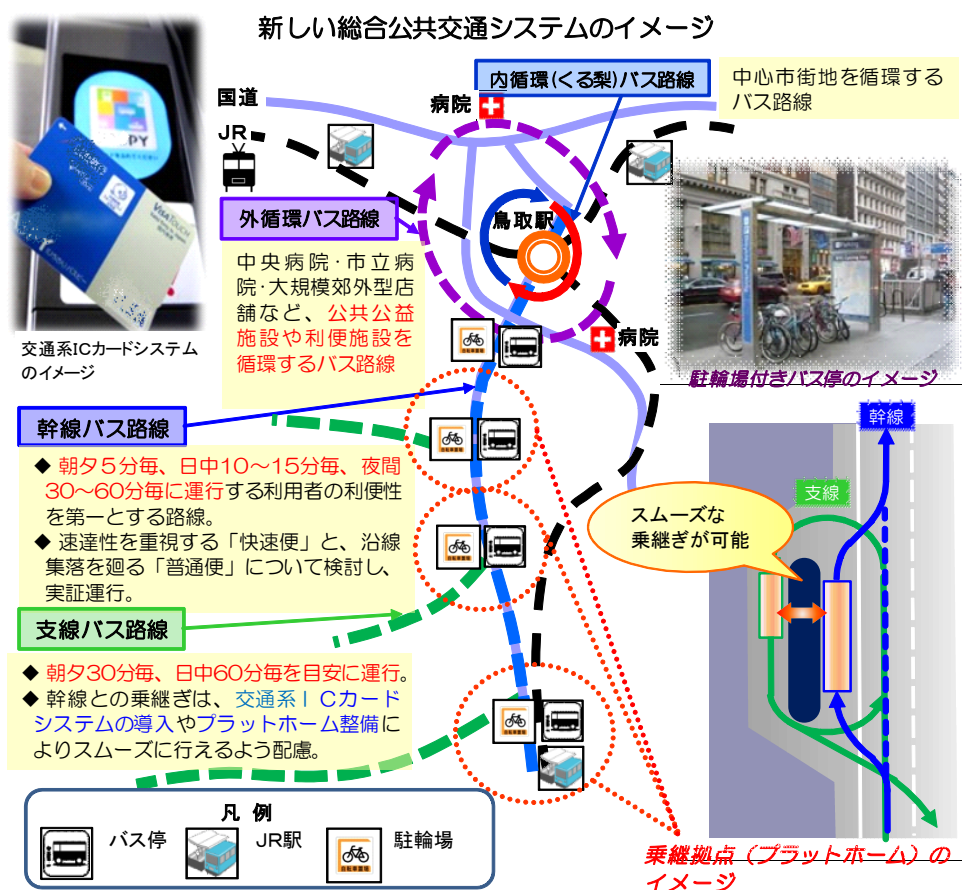 新しい総合公共交通システムのイメージ
内循環(くる梨)バス路線
中心市街地を循環する
バス路線
国道
病院
JR
鳥取駅
外循環バス路線
中央病院・市立病
院・大規模郊外型店
舗など、公共公益
施設や利便施設を
循環するバス路線
病院
交通系ICカードシステム
のイメージ
駐輪場付きバス停のイメージ
幹線バス路線
◆ 朝夕5分毎、日中10～15分毎、夜間
30～60分毎に運行する利用者の利便性
を第一とする路線。
◆ 速達性を重視する「快速便」と、沿線
集落を廻る「普通便」について検討し、
実証運行。
支線バス路線
◆ 朝夕30分毎、日中60分毎を目安に運行。
◆ 幹線との乗継ぎは、交通系ＩＣカード
システムの導入やプラットホーム整備に
よりスムーズに行えるよう配慮。
幹線
支線
スムーズな
乗継ぎが可能
凡 例
バス停
JR駅
駐輪場
乗継拠点（プラットホーム）の
イメージ